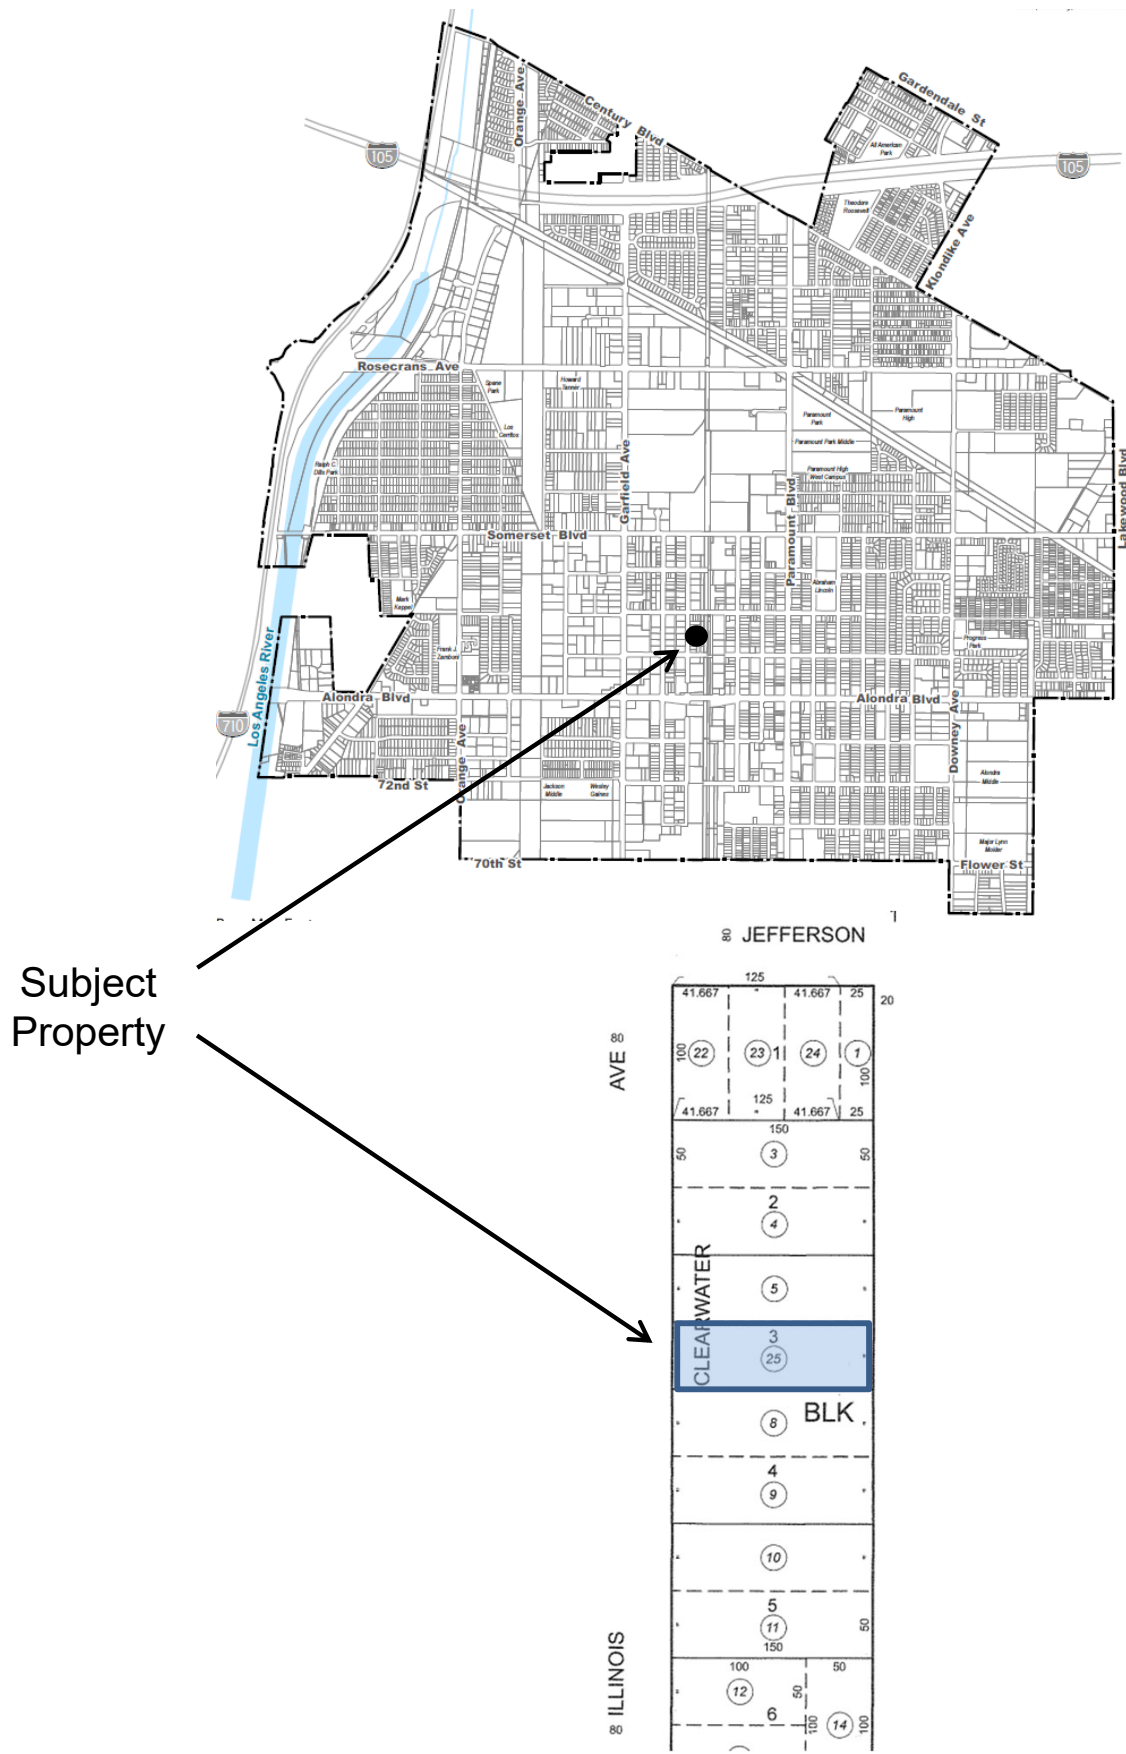 Gardendale St
Century Blvd
Orange Ave
105
105
All American
Park
Theodore
Roosevelt
Klondike Ave
Rosecrans Ave
Spane
Park
Howard
Tanner
Los
Cerritos
Paramount
Park
Paramount
High
Paramount Park Middle
Paramount High
West Campus
Ralph C.
Dills Park
Garfield Ave
Paramount Blvd
Lakewood Blvd
Somerset Blvd
Abraham
Lincoln
Mark
Keppel
Frank J.
Zamboni
Progress
Park
Los Angeles River
Alondra Blvd
Alondra Blvd
710
Orange Ave
Downey Ave
72nd St
Jackson
Middle
Wesley
Gaines
Alondra
Middle
Major Lynn
Mokler
70th St
Flower St
80 JEFFERSON
Subject
Property
125
41.667 41.667 25
20
AVE 80
100 22 23 1 24 1 100
125
41.667 41.667 25
150
50 3 50
2
4
5
CLEARWATER
3
25
BLK
8
4
9
10
5
11 50
150
100 50
12 50
6
100 14 100
80 ILLINOIS